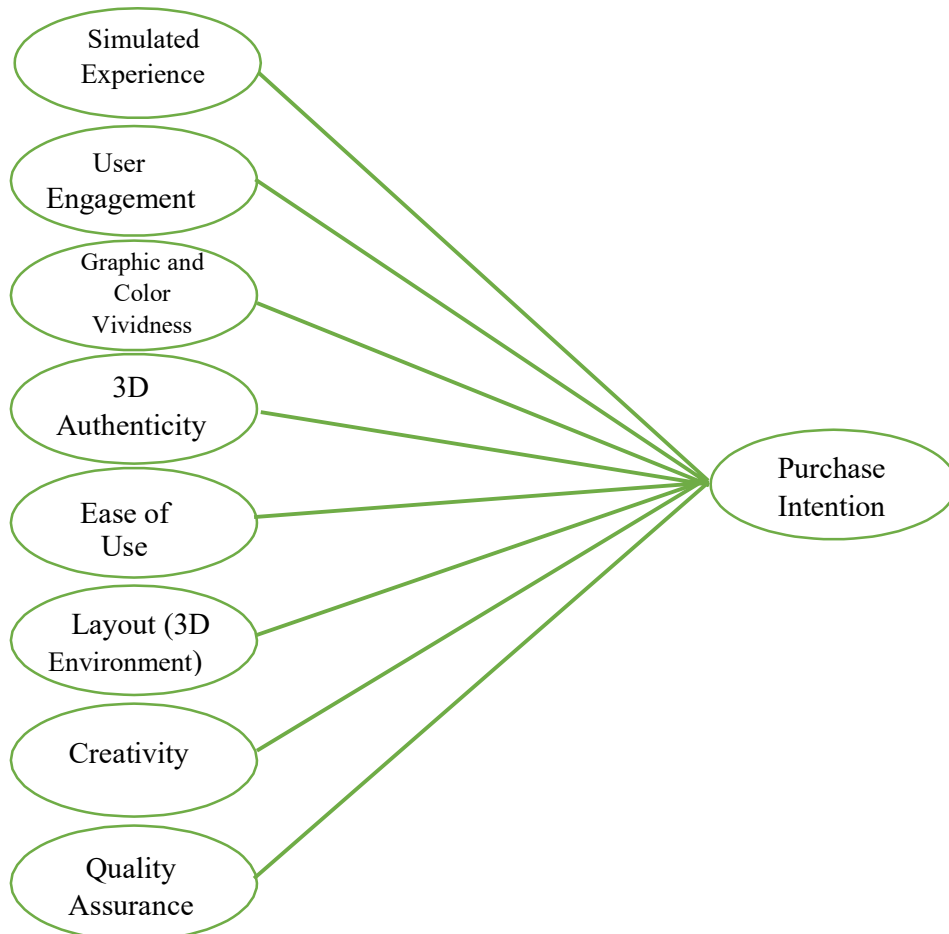 Simulated
Experience
User
Engagement
Graphic and
Color
Vividness
3D
Authenticity
Ease of
Use
Layout (3D
Environment)
Creativity
Quality
Assurance
Purchase
Intention